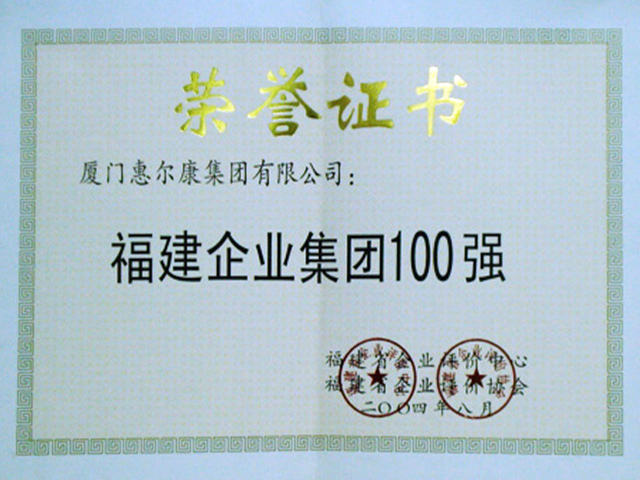 荣誉证书
厦门惠尔康集团有限公司：
福建企业集团100强
福建省企业评价中心
福建省企业评价协会
二〇〇四年八月